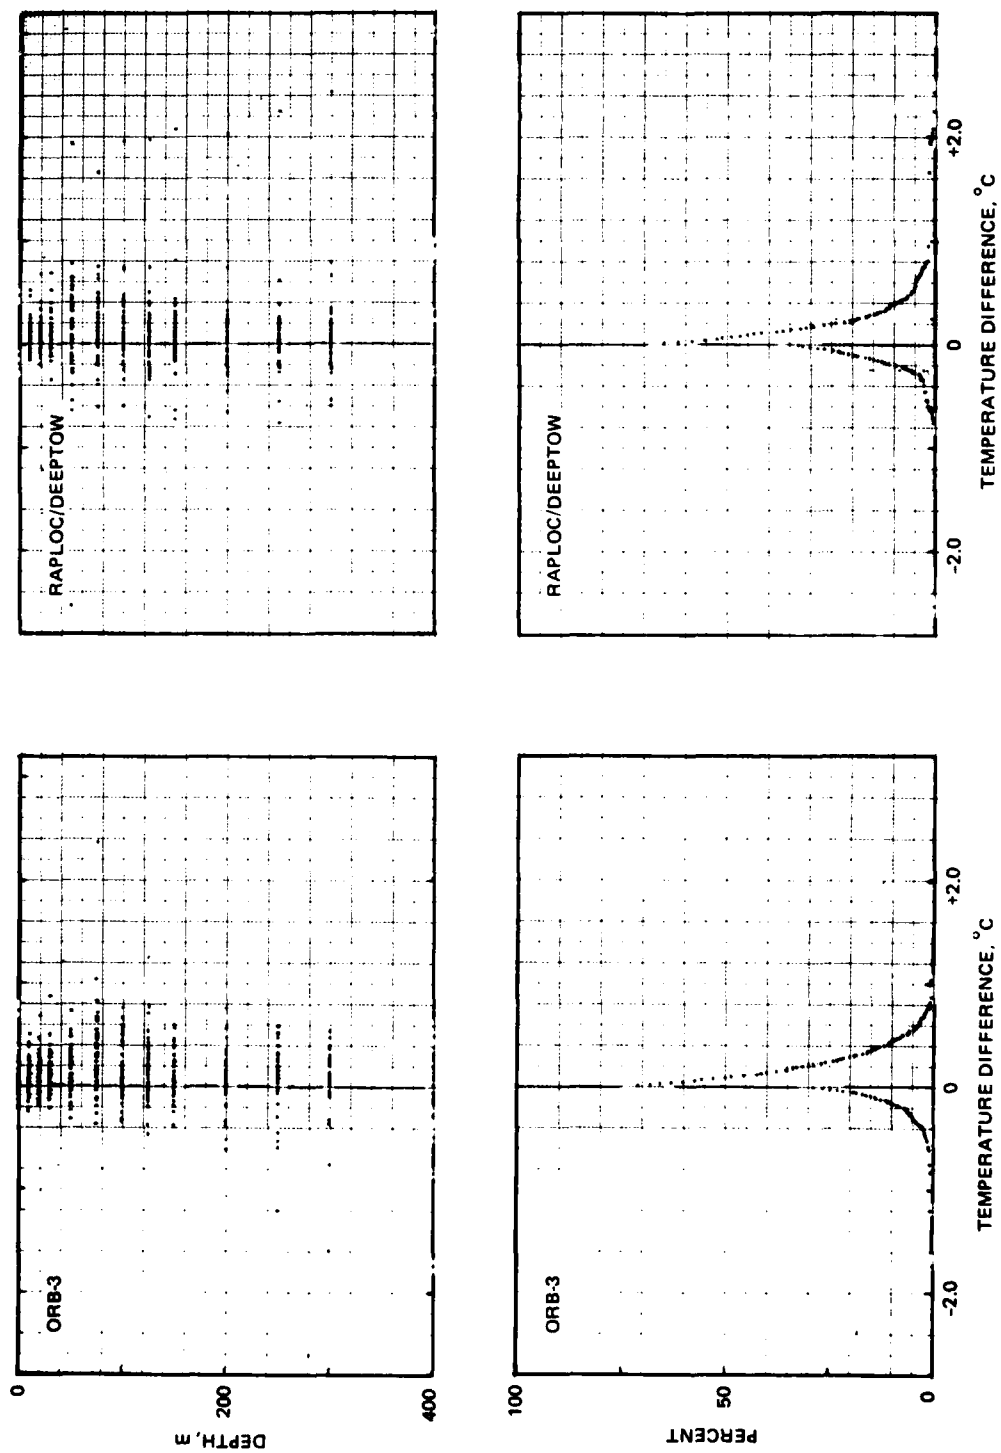 ORB-3
RAPLOC/DEEPTOW
0
200
400
DEPTH, m
ORB-3
RAPLOC/DEEPTOW
100
50
0
PERCENT
-2.0
0
+2.0
-2.0
0
+2.0
TEMPERATURE DIFFERENCE, °C
TEMPERATURE DIFFERENCE, °C